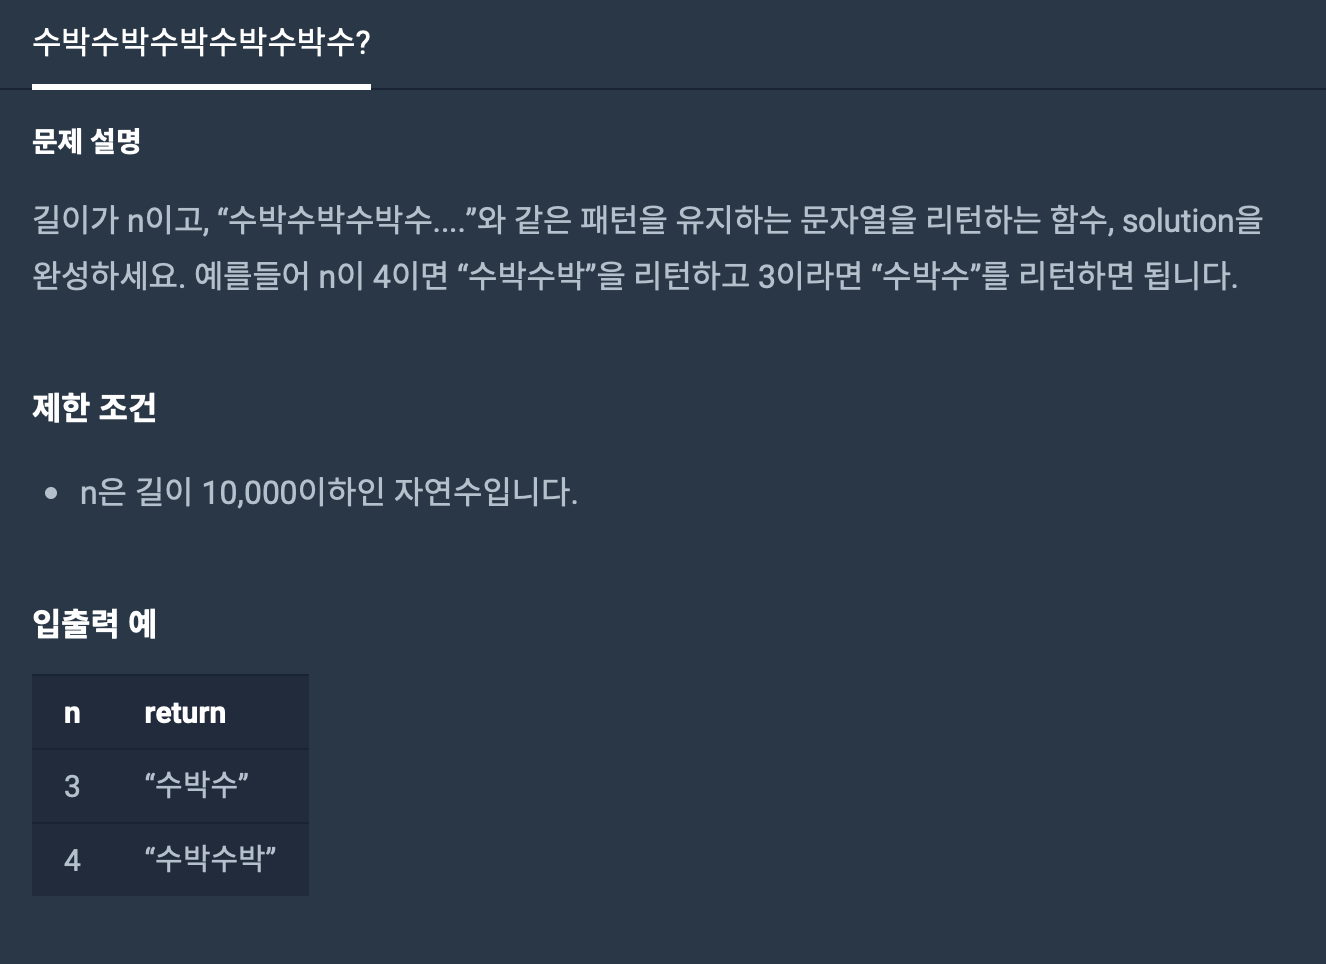 수박수박수박수박수박수?
문제 설명
길이가 n이고, “수박수박수박수....”와 같은 패턴을 유지하는 문자열을 리턴하는 함수, solution을
완성하세요. 예를들어 n이 4이면 “수박수박”을 리턴하고 3이라면 “수박수”를 리턴하면 됩니다.
제한 조건
• n은 길이 10,000이하인 자연수입니다.
입출력 예
n return
3 “수박수”
4 “수박수박”